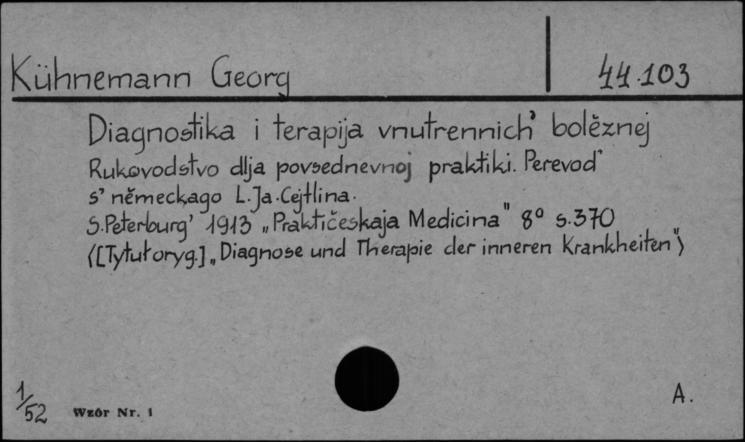 Kühnemann Georg
44.103
Diagnostika i terapija vnutrennich' bolěznej
Rukovodstvo dlja povsednevnoj praktiki. Perevod'
s' německago L.Ja.Cejtlina.
S.Peterburg' 1913 „Praktičeskaja Medicina" 8° s.370
([Tytuł oryg.] „Diagnose und Therapie der inneren Krankheiten")
1/52
Wzór Nr. 1
A.